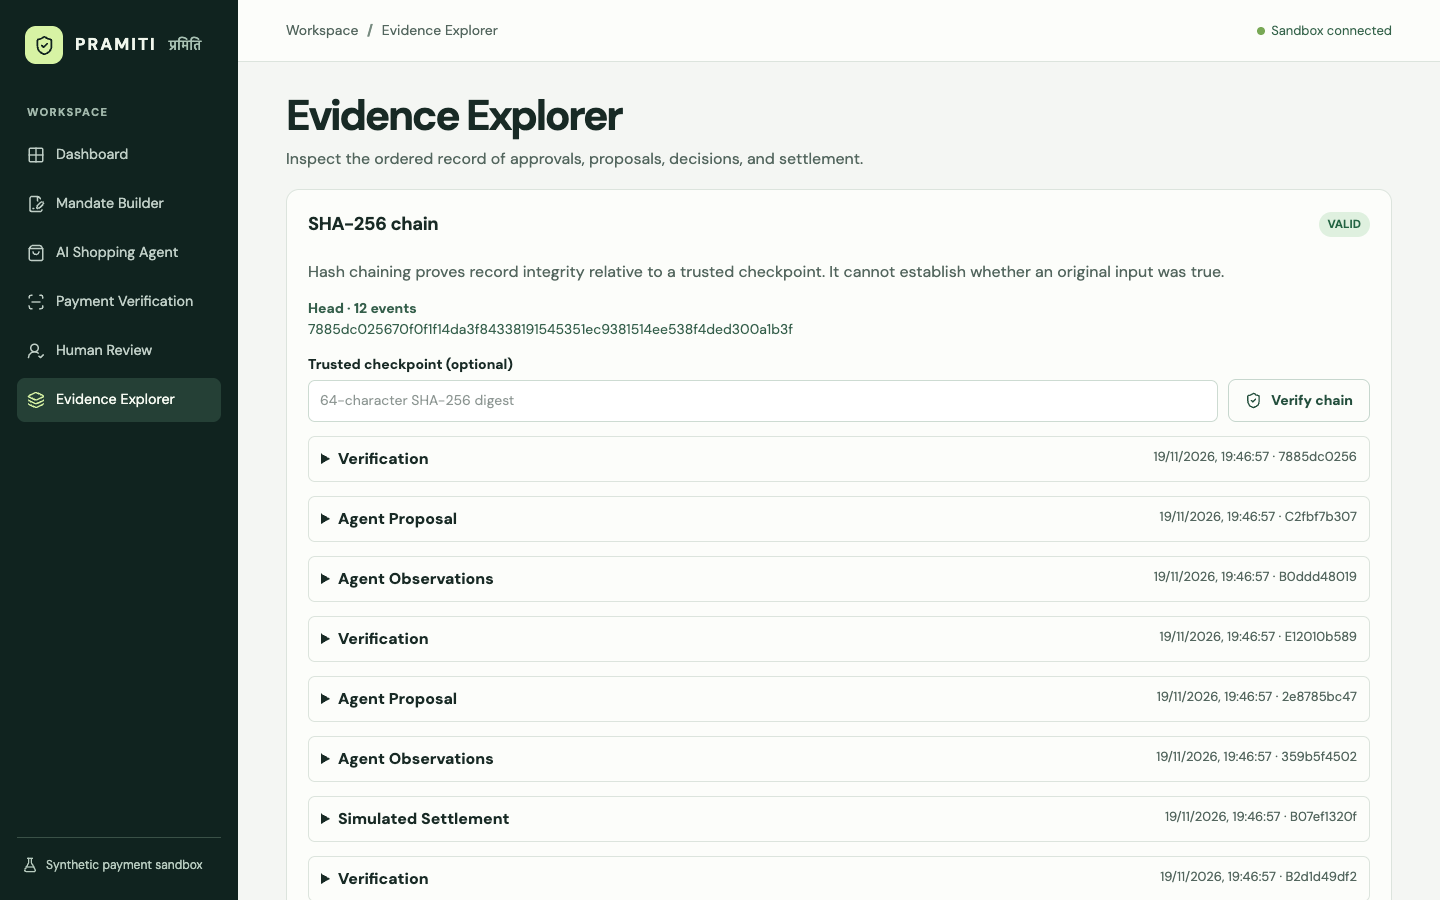 PRAMITI प्रमिति
WORKSPACE
Dashboard
Mandate Builder
AI Shopping Agent
Payment Verification
Human Review
Evidence Explorer
Synthetic payment sandbox
Workspace / Evidence Explorer
Sandbox connected
Evidence Explorer
Inspect the ordered record of approvals, proposals, decisions, and settlement.
SHA-256 chain
VALID
Hash chaining proves record integrity relative to a trusted checkpoint. It cannot establish whether an original input was true.
Head · 12 events
7885dc025670f0f1f14da3f84338191545351ec9381514ee538f4ded300a1b3f
Trusted checkpoint (optional)
64-character SHA-256 digest
Verify chain
Verification 19/11/2026, 19:46:57 · 7885dc0256
Agent Proposal 19/11/2026, 19:46:57 · C2fbf7b307
Agent Observations 19/11/2026, 19:46:57 · B0ddd48019
Verification 19/11/2026, 19:46:57 · E12010b589
Agent Proposal 19/11/2026, 19:46:57 · 2e8785bc47
Agent Observations 19/11/2026, 19:46:57 · 359b5f4502
Simulated Settlement 19/11/2026, 19:46:57 · B07ef1320f
Verification 19/11/2026, 19:46:57 · B2d1d49df2